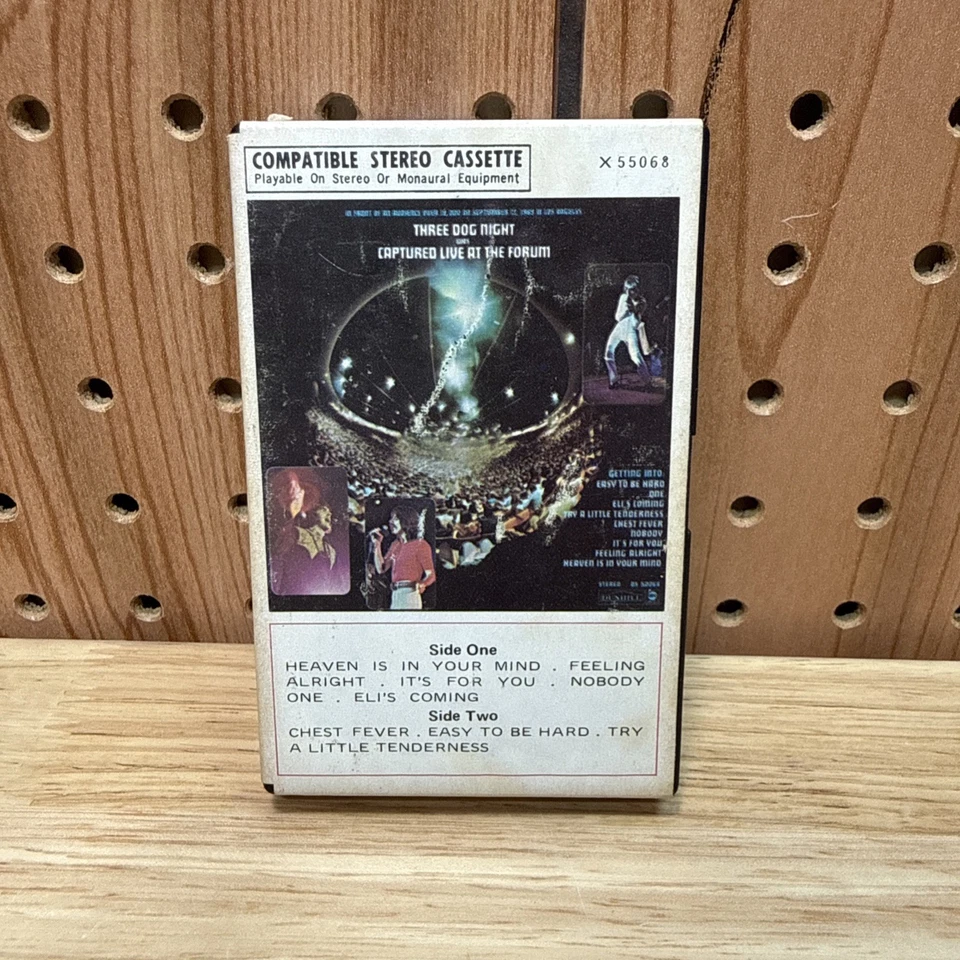 COMPATIBLE STEREO CASSETTE
Playable On Stereo Or Monaural Equipment
X 55068
THREE DOG NIGHT
WAS
CAPTURED LIVE AT THE FORUM
GETTING INTO
EASY TO BE HARD
ONE
ELI'S COMING
TRY A LITTLE TENDERNESS
CHEST FEVER
NOBODY
IT'S FOR YOU
FEELING ALRIGHT
HEAVEN IS IN YOUR MIND
STEREO
DUNHILL
Side One
HEAVEN IS IN YOUR MIND . FEELING
ALRIGHT . IT'S FOR YOU . NOBODY
ONE . ELI'S COMING
Side Two
CHEST FEVER . EASY TO BE HARD . TRY
A LITTLE TENDERNESS